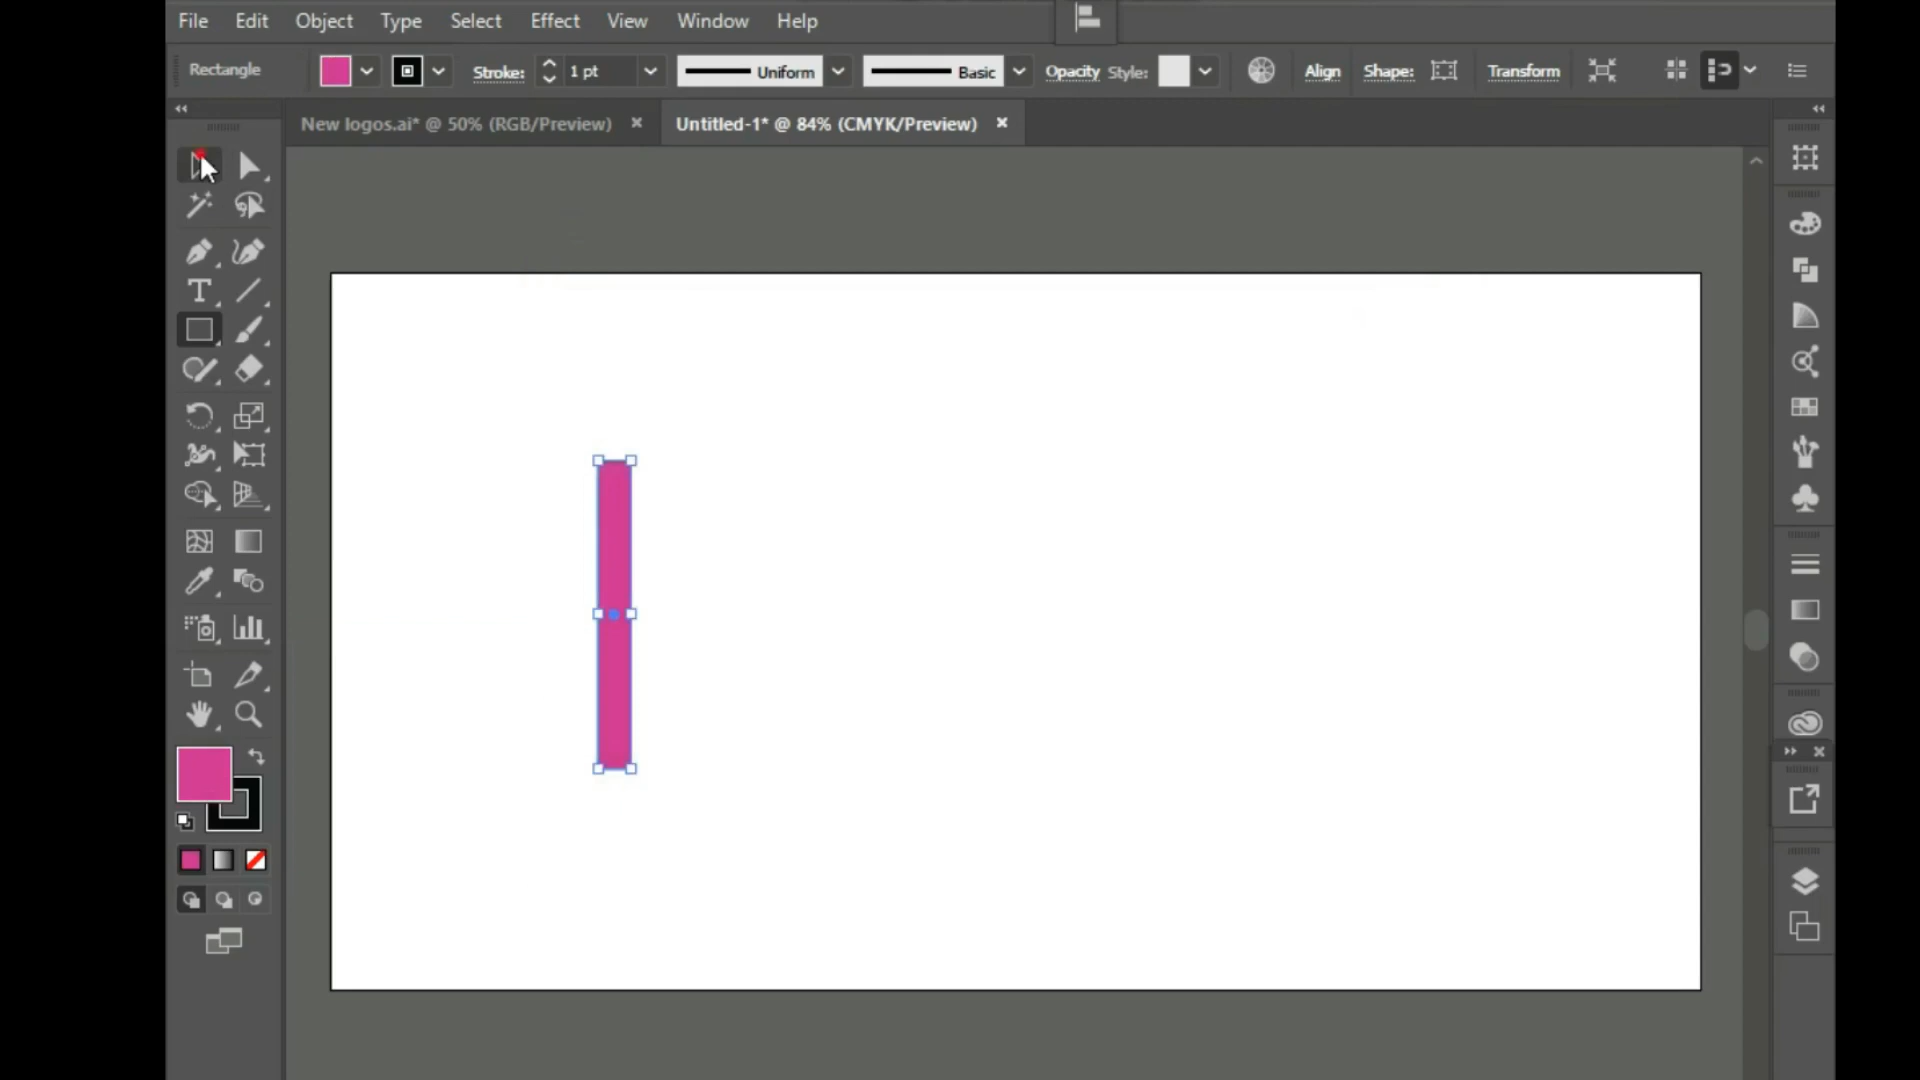 File Edit Object Type Select Effect View Window Help
Rectangle Stroke: 1 pt Uniform Basic Opacity Style: Align Shape: Transform
New logos.ai* @ 50% (RGB/Preview) × Untitled-1* @ 84% (CMYK/Preview) ×